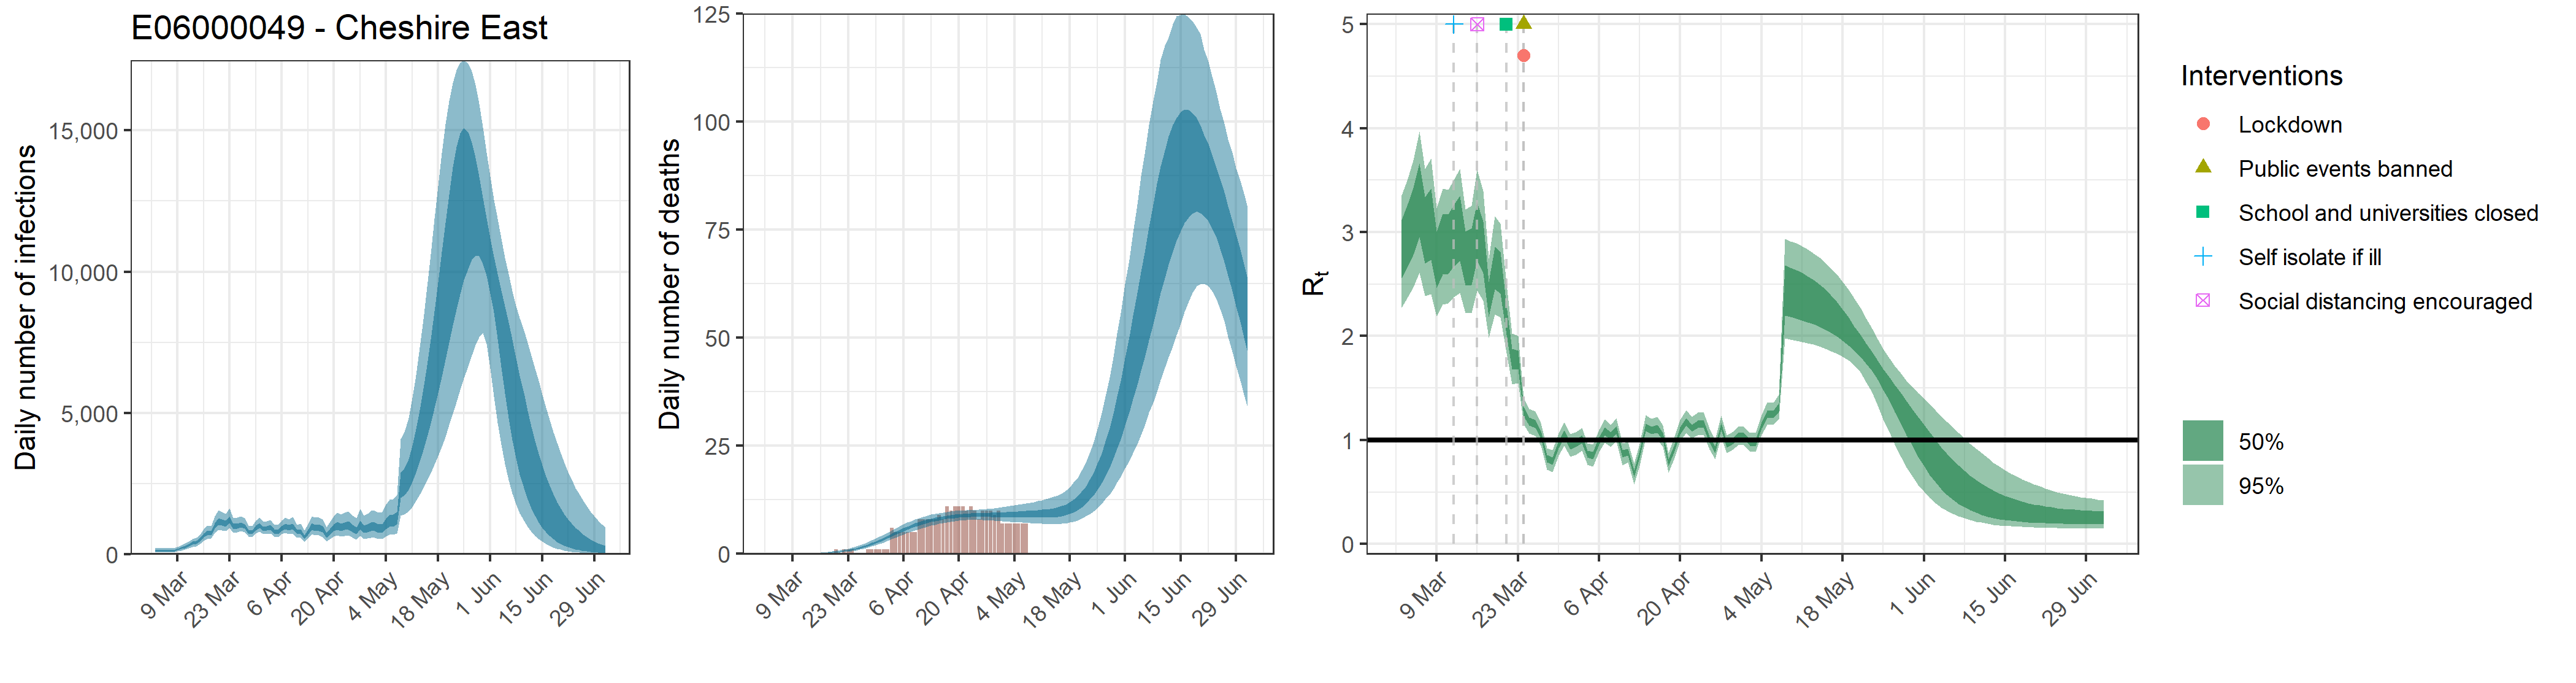 E06000049 - Cheshire East
Daily number of infections
15,000
10,000
5,000
0
9 Mar
23 Mar
6 Apr
20 Apr
4 May
18 May
1 Jun
15 Jun
29 Jun
Daily number of deaths
125
100
75
50
25
0
9 Mar
23 Mar
6 Apr
20 Apr
4 May
18 May
1 Jun
15 Jun
29 Jun
Rt
5
4
3
2
1
0
9 Mar
23 Mar
6 Apr
20 Apr
4 May
18 May
1 Jun
15 Jun
29 Jun
Interventions
Lockdown
Public events banned
School and universities closed
Self isolate if ill
Social distancing encouraged
50%
95%